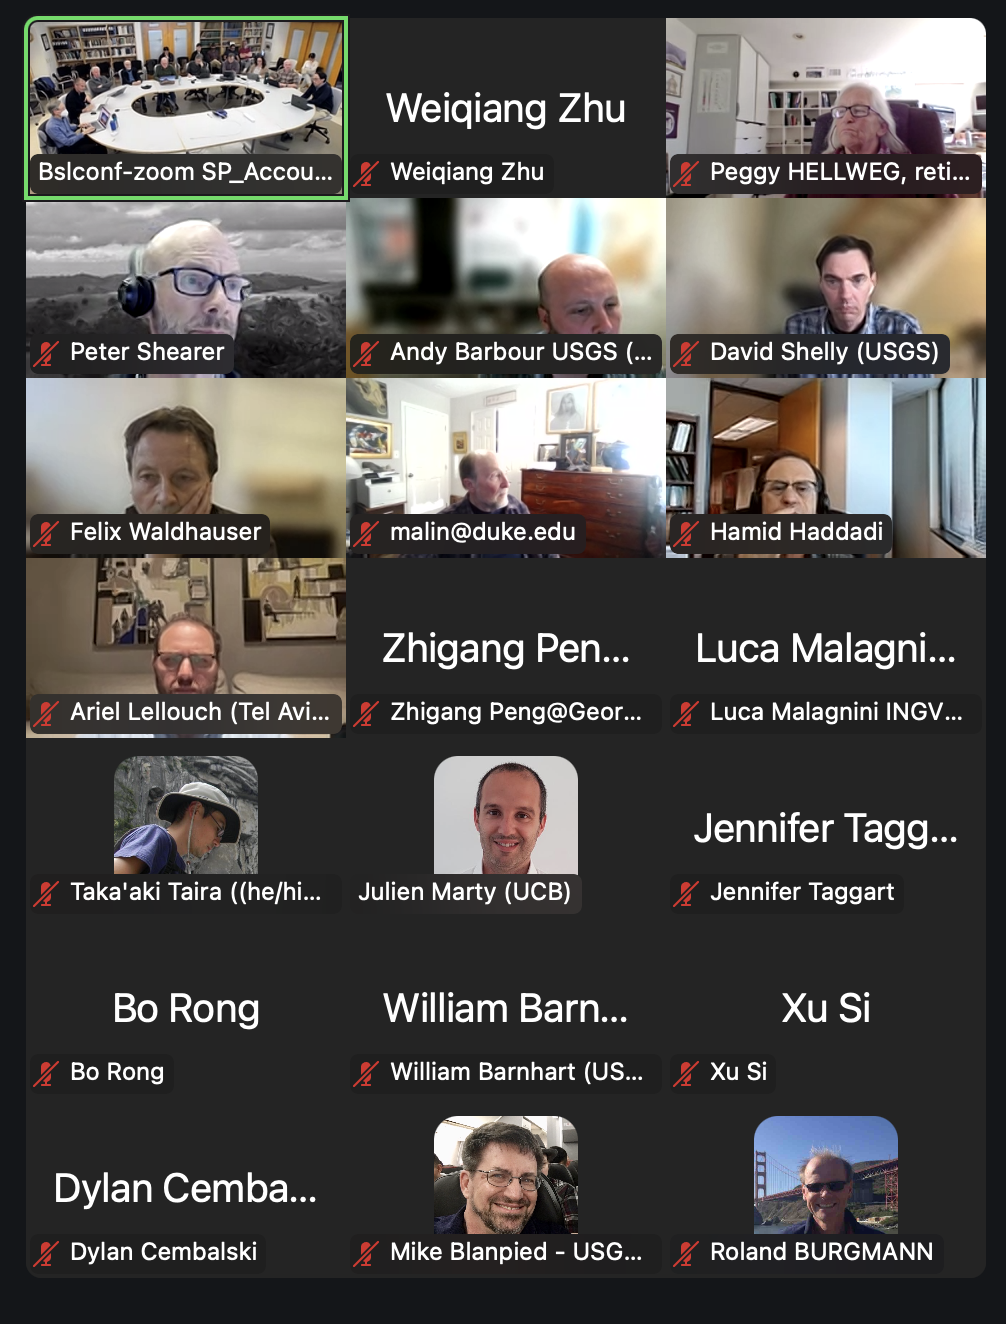 Bslconf-zoom SP_Accou...
Weiqiang Zhu
Weiqiang Zhu
Peggy HELLWEG, reti...
Peter Shearer
Andy Barbour USGS (...
David Shelly (USGS)
Felix Waldhauser
malin@duke.edu
Hamid Haddadi
Ariel Lellouch (Tel Avi...
Zhigang Pen...
Zhigang Peng@Geor...
Luca Malagni...
Luca Malagnini INGV...
Taka'aki Taira ((he/hi...
Julien Marty (UCB)
Jennifer Tagg...
Jennifer Taggart
Bo Rong
Bo Rong
William Barn...
William Barnhart (US...
Xu Si
Xu Si
Dylan Cemba...
Dylan Cembalski
Mike Blanpied - USG...
Roland BURGMANN